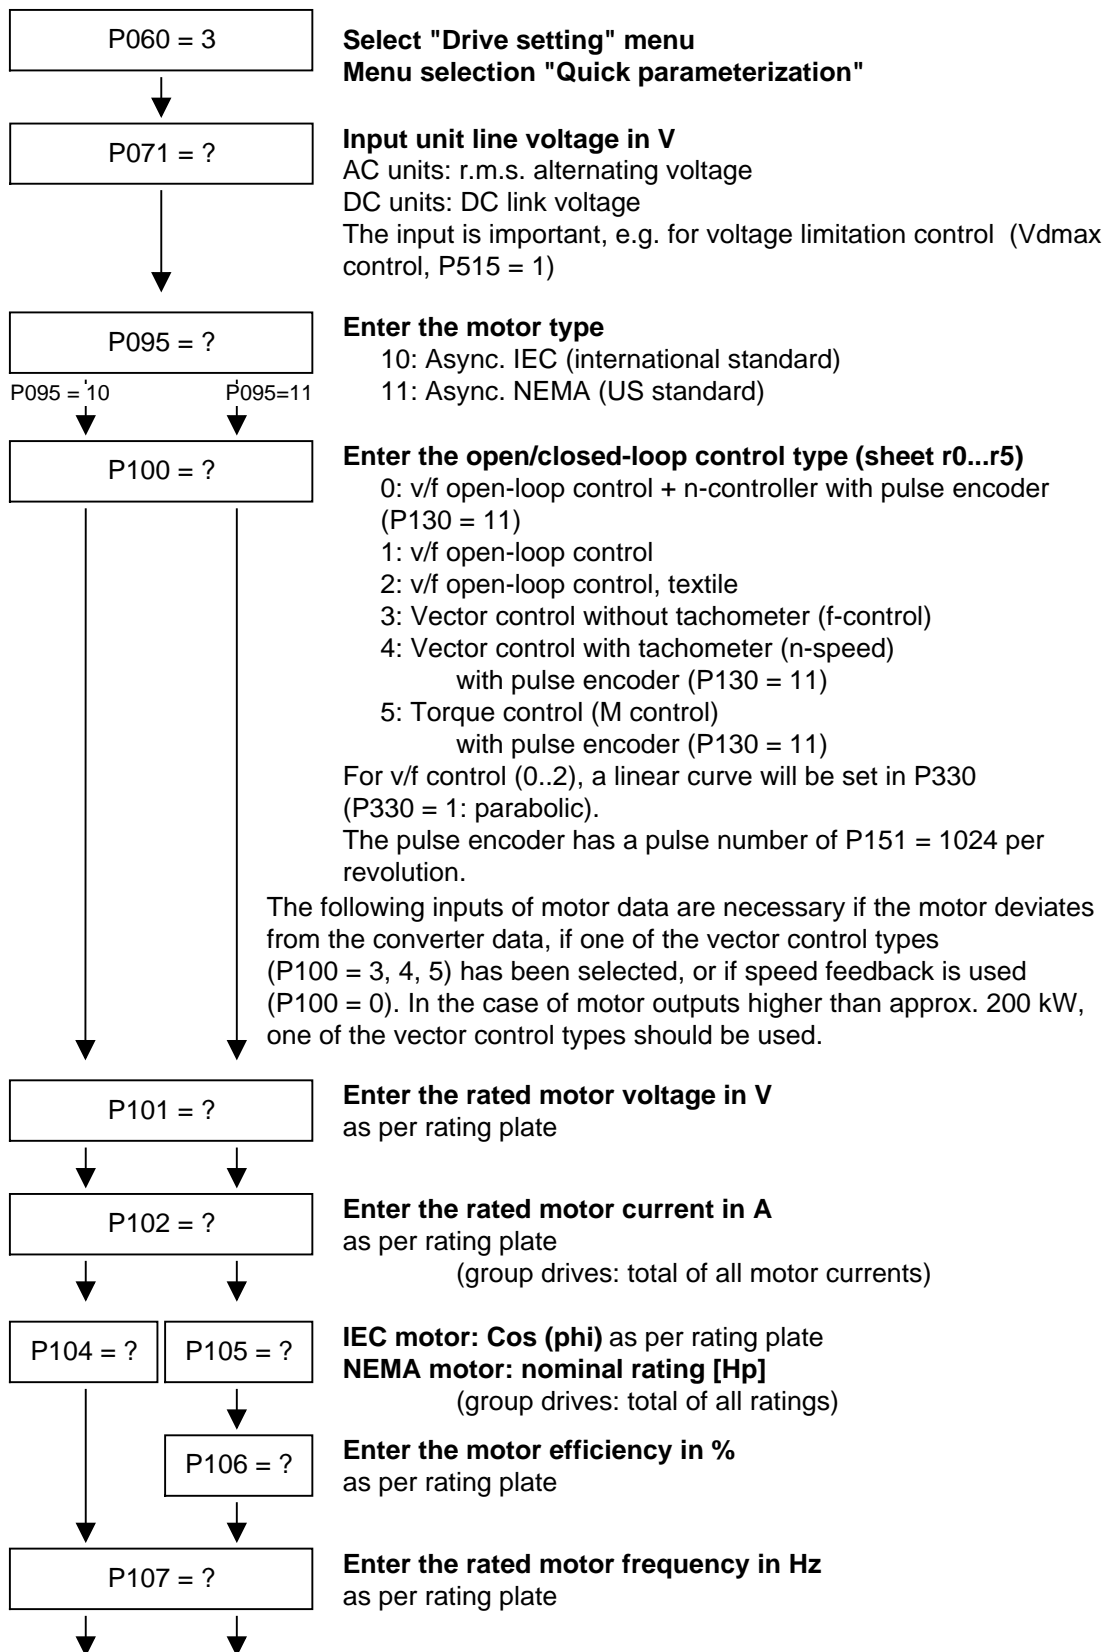 P060 = 3
Select "Drive setting" menu
Menu selection "Quick parameterization"
P071 = ?
Input unit line voltage in V
AC units: r.m.s. alternating voltage
DC units: DC link voltage
The input is important, e.g. for voltage limitation control (Vdmax
control, P515 = 1)
P095 = ?
Enter the motor type
10: Async. IEC (international standard)
11: Async. NEMA (US standard)
P095 = 10
P095=11
P100 = ?
Enter the open/closed-loop control type (sheet r0...r5)
0: v/f open-loop control + n-controller with pulse encoder
(P130 = 11)
1: v/f open-loop control
2: v/f open-loop control, textile
3: Vector control without tachometer (f-control)
4: Vector control with tachometer (n-speed)
with pulse encoder (P130 = 11)
5: Torque control (M control)
with pulse encoder (P130 = 11)
For v/f control (0..2), a linear curve will be set in P330
(P330 = 1: parabolic).
The pulse encoder has a pulse number of P151 = 1024 per
revolution.
The following inputs of motor data are necessary if the motor deviates
from the converter data, if one of the vector control types
(P100 = 3, 4, 5) has been selected, or if speed feedback is used
(P100 = 0). In the case of motor outputs higher than approx. 200 kW,
one of the vector control types should be used.
P101 = ?
Enter the rated motor voltage in V
as per rating plate
P102 = ?
Enter the rated motor current in A
as per rating plate
(group drives: total of all motor currents)
P104 = ?
P105 = ?
IEC motor: Cos (phi) as per rating plate
NEMA motor: nominal rating [Hp]
(group drives: total of all ratings)
P106 = ?
Enter the motor efficiency in %
as per rating plate
P107 = ?
Enter the rated motor frequency in Hz
as per rating plate